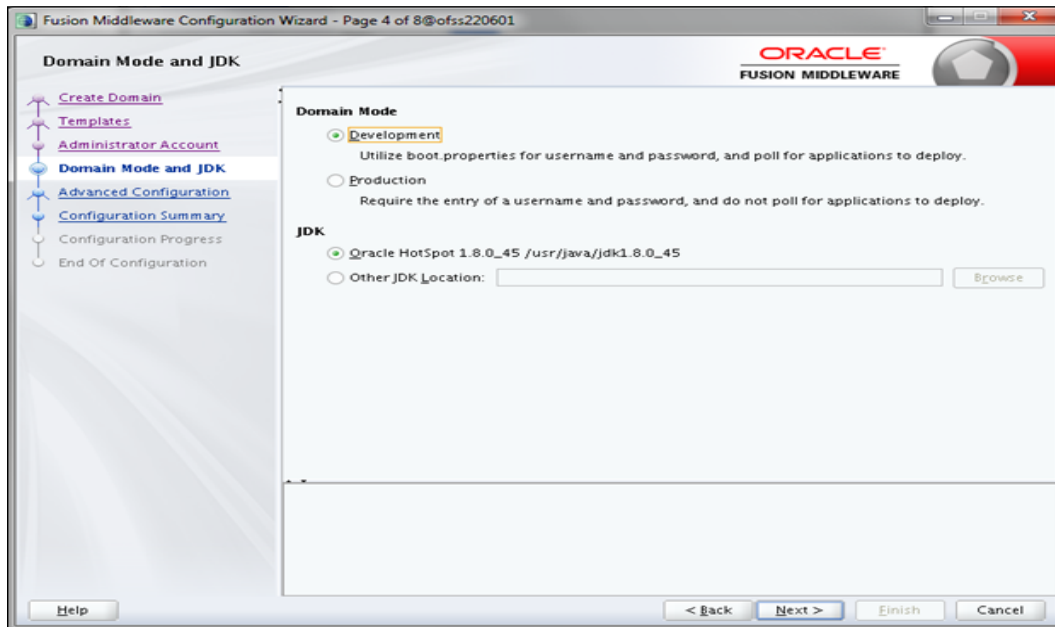 Fusion Middleware Configuration Wizard - Page 4 of 8@ofss220601
Domain Mode and JDK
ORACLE
FUSION MIDDLEWARE
Create Domain
Templates
Administrator Account
Domain Mode and JDK
Advanced Configuration
Configuration Summary
Configuration Progress
End Of Configuration
Domain Mode
Development
Utilize boot.properties for username and password, and poll for applications to deploy.
Production
Require the entry of a username and password, and do not poll for applications to deploy.
JDK
Oracle HotSpot 1.8.0_45 /usr/java/jdk1.8.0_45
Other JDK Location:
Browse
Help
< Back
Next >
Finish
Cancel